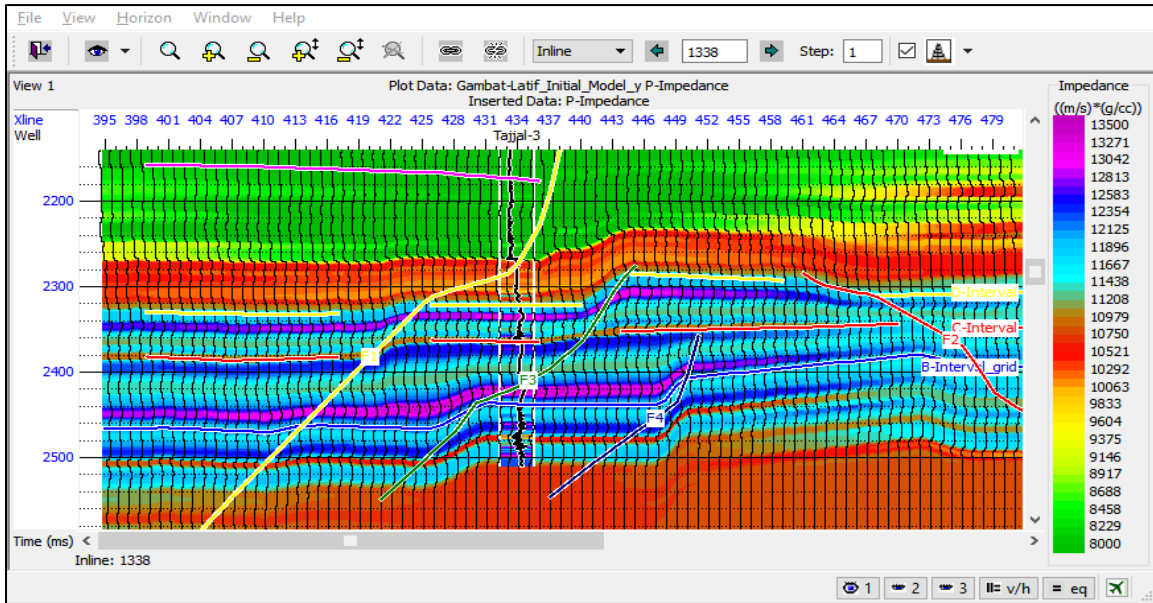 File View Horizon Window Help
Inline 1338 Step: 1
View 1 Plot Data: Gambat-Latif_Initial_Model_y P-Impedance Impedance
Inserted Data: P-Impedance ((m/s)*(g/cc))
Xline 395 398 401 404 407 413 416 419 422 425 428 431 434 437 440 443 446 449 452 455 458 461 464 467 470 473 476 479
Well Tajjal-3
2200
2300
2400
2500
D-Interval
C-Interval
B-Interval_grid
F1
F2
F3
F4
13500
13271
13042
12813
12583
12354
12125
11896
11667
11438
11208
10979
10750
10521
10292
10063
9833
9604
9375
9146
8917
8688
8458
8229
8000
Time (ms)
Inline: 1338
1 2 3 v/h = eq